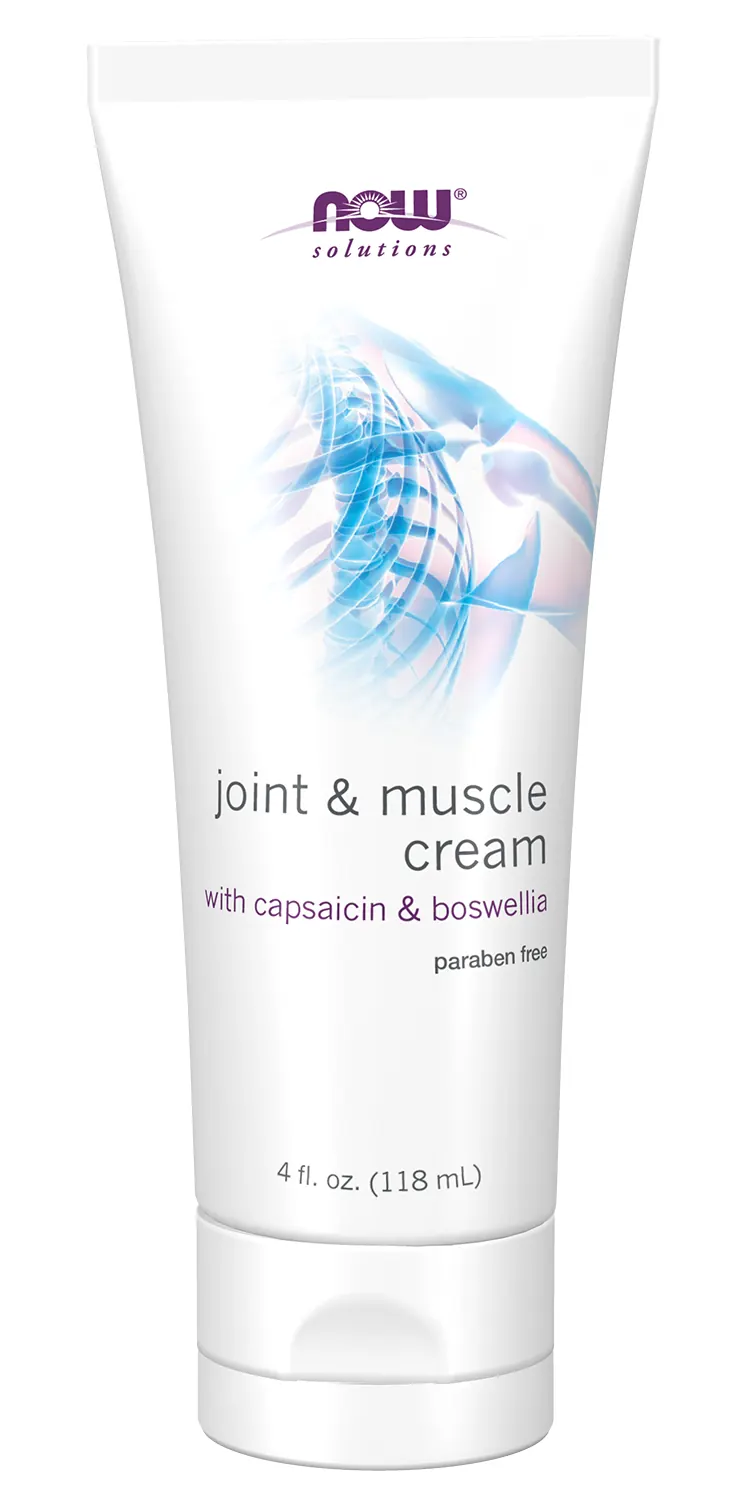 now®
solutions
joint & muscle
cream
with capsaicin & boswellia
paraben free
4 fl. oz. (118 mL)